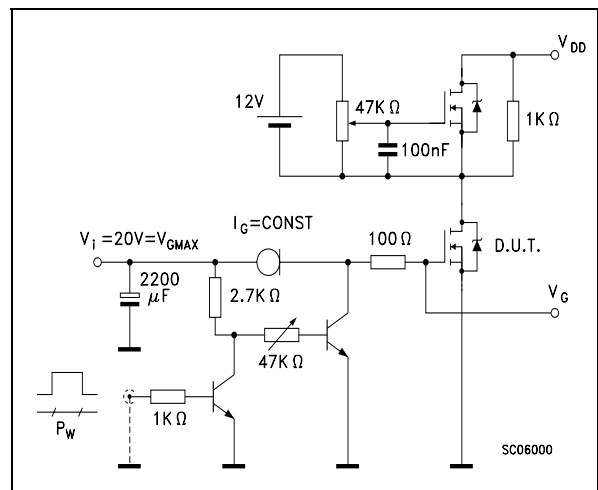 V_DD
12V
47K Ω
1K Ω
100nF
I_G=CONST
V_i =20V=V_GMAX
100 Ω
D.U.T.
2200
μF
2.7K Ω
V_G
47K Ω
1K Ω
P_W
SC06000